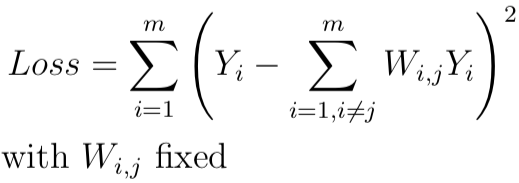 Loss = \sum_{i=1}^{m} \left( Y_i - \sum_{i=1, i \neq j}^{m} W_{i,j} Y_i \right)^2
with W_{i,j} fixed